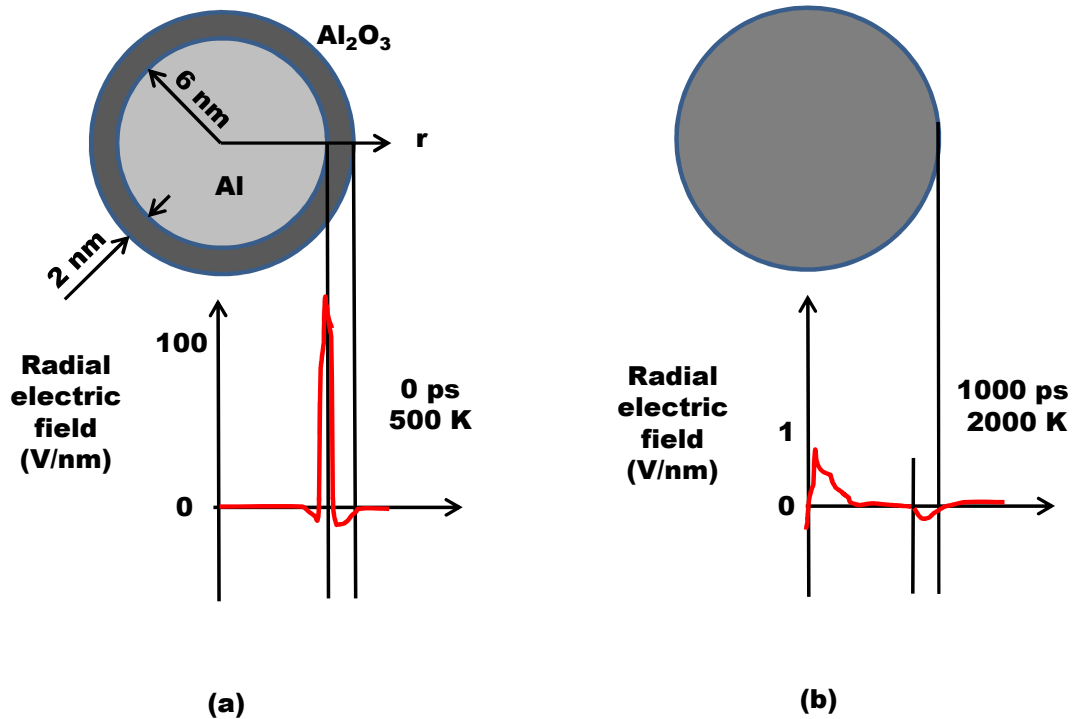 Al₂O₃
6 nm
r
Al
2 nm
100
Radial
electric
field
(V/nm)
0
0 ps
500 K
(a)
Radial
electric
field
(V/nm)
1
0
1000 ps
2000 K
(b)